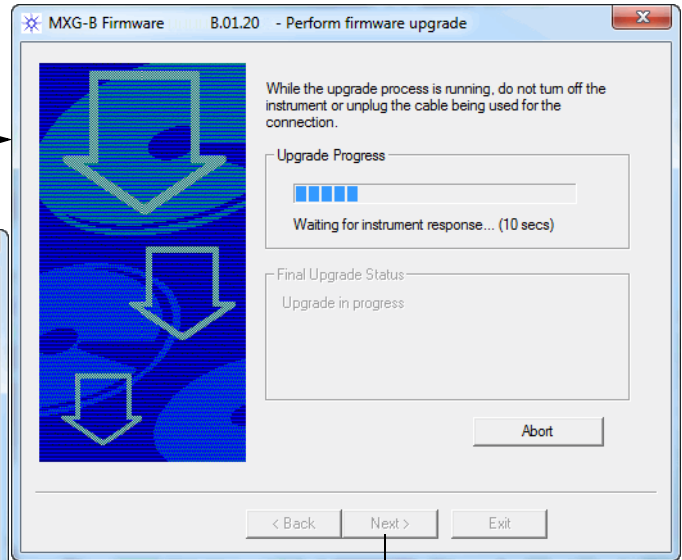 MXG-B Firmware B.01.20 - Perform firmware upgrade
While the upgrade process is running, do not turn off the
instrument or unplug the cable being used for the
connection.
Upgrade Progress
Waiting for instrument response... (10 secs)
Final Upgrade Status
Upgrade in progress
Abort
< Back Next > Exit